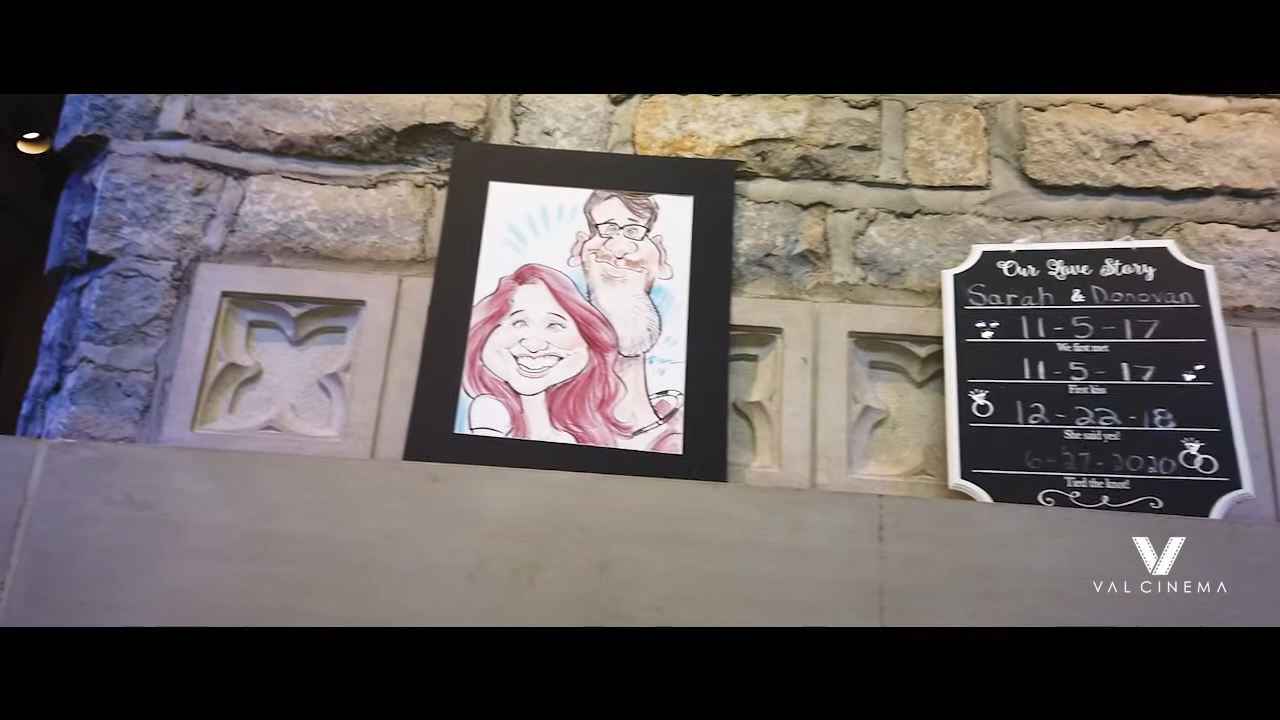 Our Love Story
Sarah & Donovan
11-5-17
We first met
11-5-17
First kiss
12-22-18
She said yes!
6-27-2020
Tied the knot!
VAL CINEMA